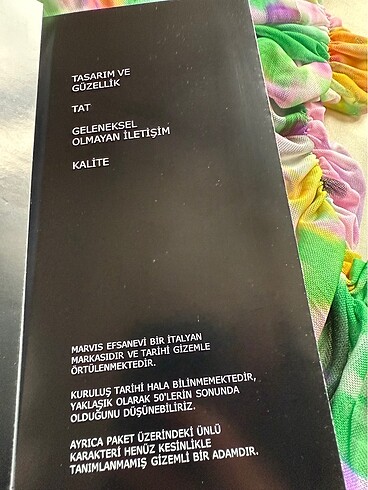 TASARIM VE
GÜZELLİK
TAT
GELENEKSEL
OLMAYAN İLETİŞİM
KALİTE
MARVIS EFSANEVİ BİR İTALYAN
MARKASIDIR VE TARİHİ GİZEMLE
ÖRTÜLENMEKTEDİR.
KURULUŞ TARİHİ HALA BİLİNMEMEKTEDİR,
YAKLAŞIK OLARAK 50'LERİN SONUNDA
OLDUĞUNU DÜŞÜNEBİLİRİZ.
AYRICA PAKET ÜZERİNDEKİ ÜNLÜ
KARAKTERİ HENÜZ KESİNLİKLE
TANIMLANMAMIŞ GİZEMLİ BİR ADAMDIR.